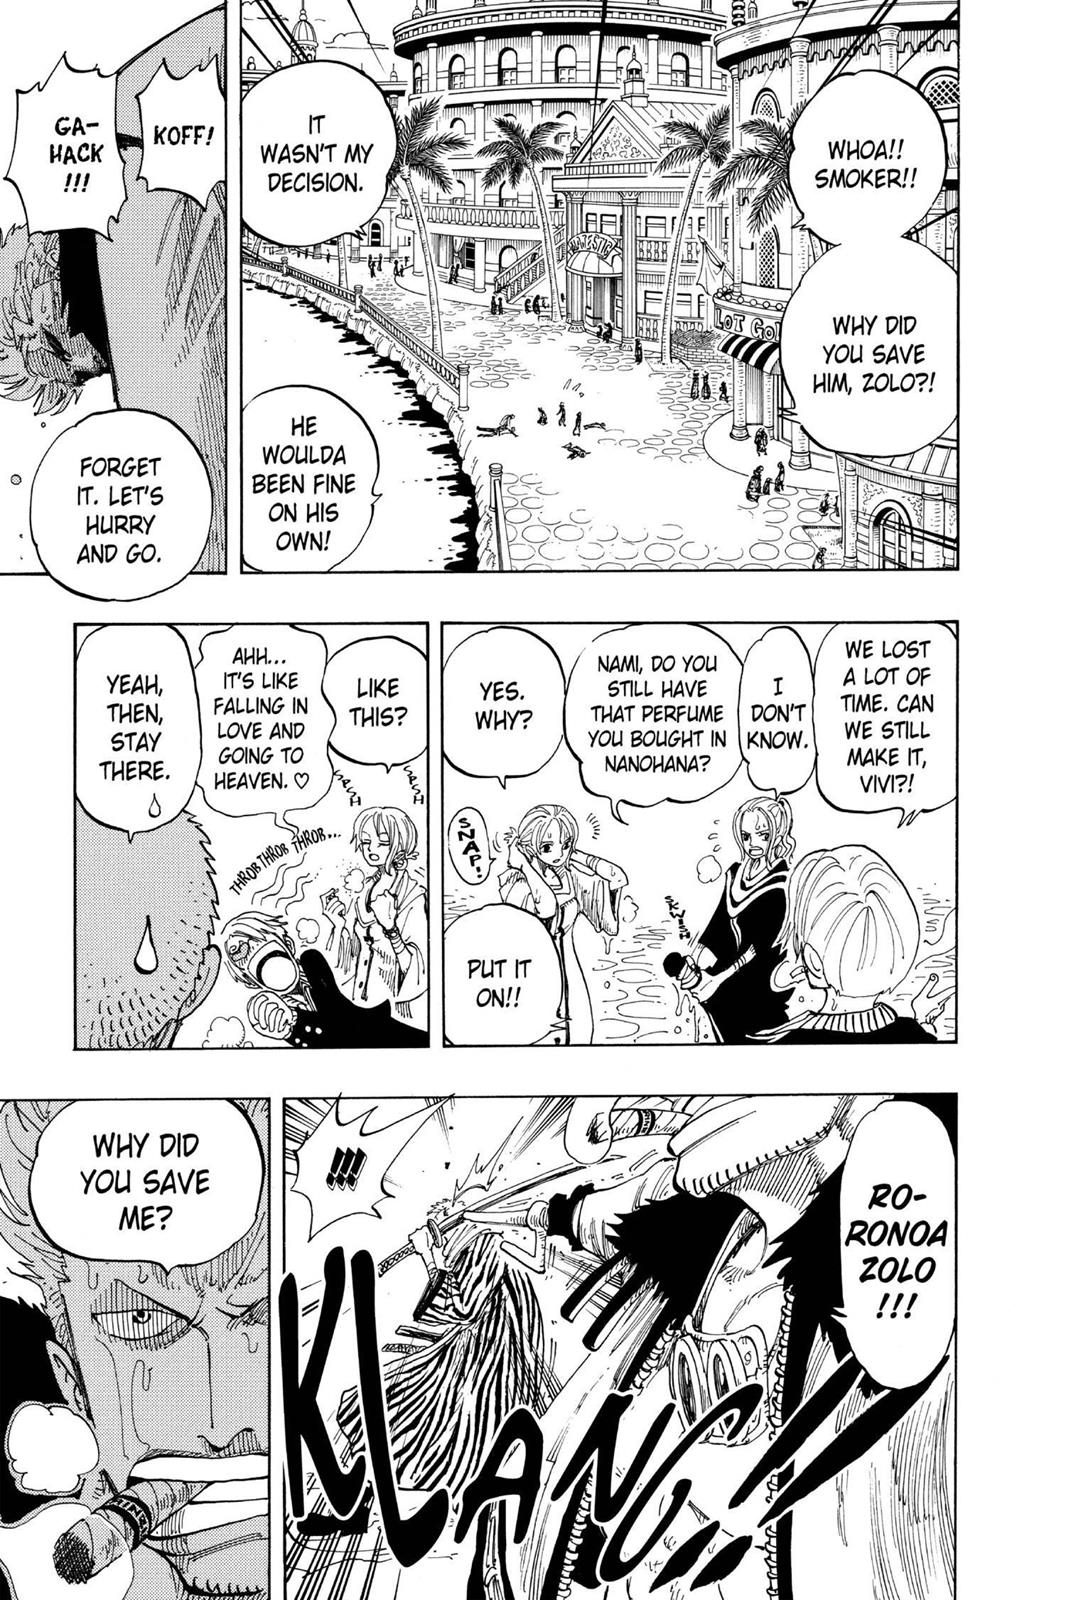 WHOA!!
SMOKER!!
WHY DID
YOU SAVE
HIM, ZOLO?!
IT
WASN'T MY
DECISION.
HE
WOULDA
BEEN FINE
ON HIS
OWN!
LOT GO
KOFF!
GA-
HACK
!!!
FORGET
IT. LET'S
HURRY
AND GO.
WE LOST
A LOT OF
TIME. CAN
WE STILL
MAKE IT,
VIVI?!
I
DON'T
KNOW.
SKWISH
NAMI, DO YOU
STILL HAVE
THAT PERFUME
YOU BOUGHT IN
NANOHANA?
YES.
WHY?
SNAP!
PUT IT
ON!!
LIKE
THIS?
AHH...
IT'S LIKE
FALLING IN
LOVE AND
GOING TO
HEAVEN. ♡
THROB THROB THROB...
YEAH,
THEN,
STAY
THERE.
RO-
RONOA
ZOLO
!!!
!!!
KLANG!!
WHY DID
YOU SAVE
ME?